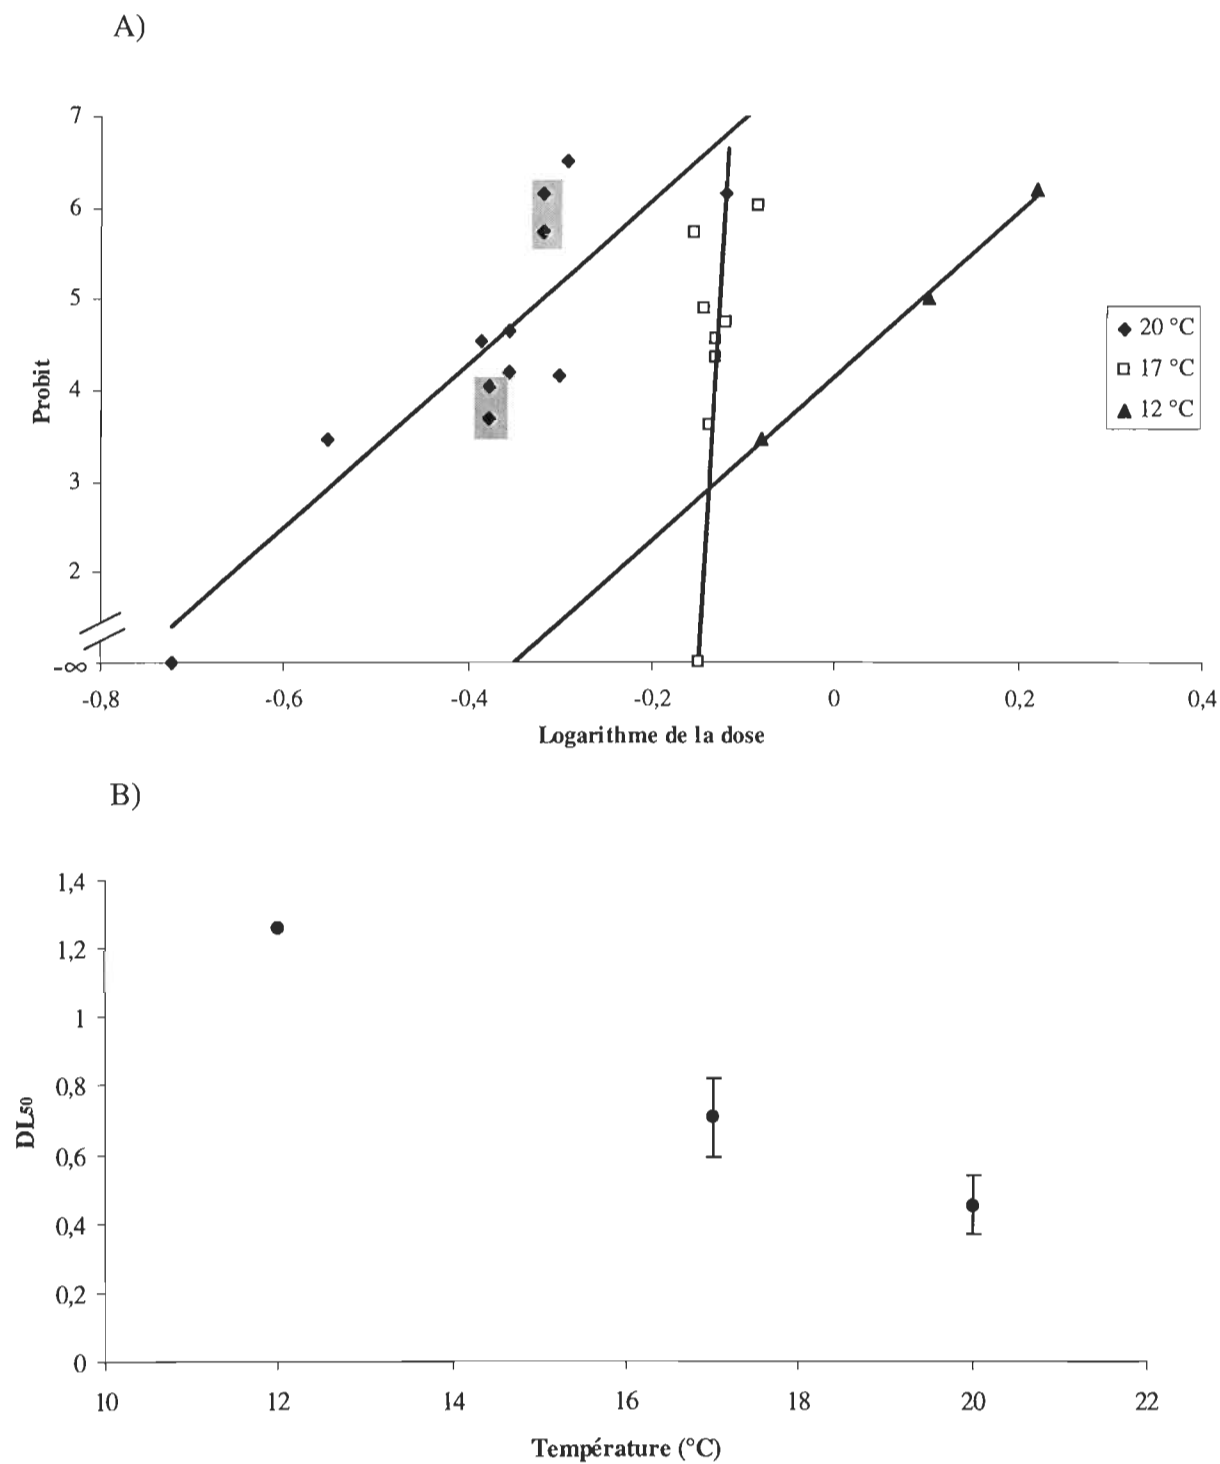 A)
7
6
5
4
3
2
-∞
Probit
-0,8 -0,6 -0,4 -0,2 0 0,2 0,4
Logarithme de la dose
20 °C
17 °C
12 °C
B)
1,4
1,2
1
0,8
0,6
0,4
0,2
0
DL50
10 12 14 16 18 20 22
Température (°C)